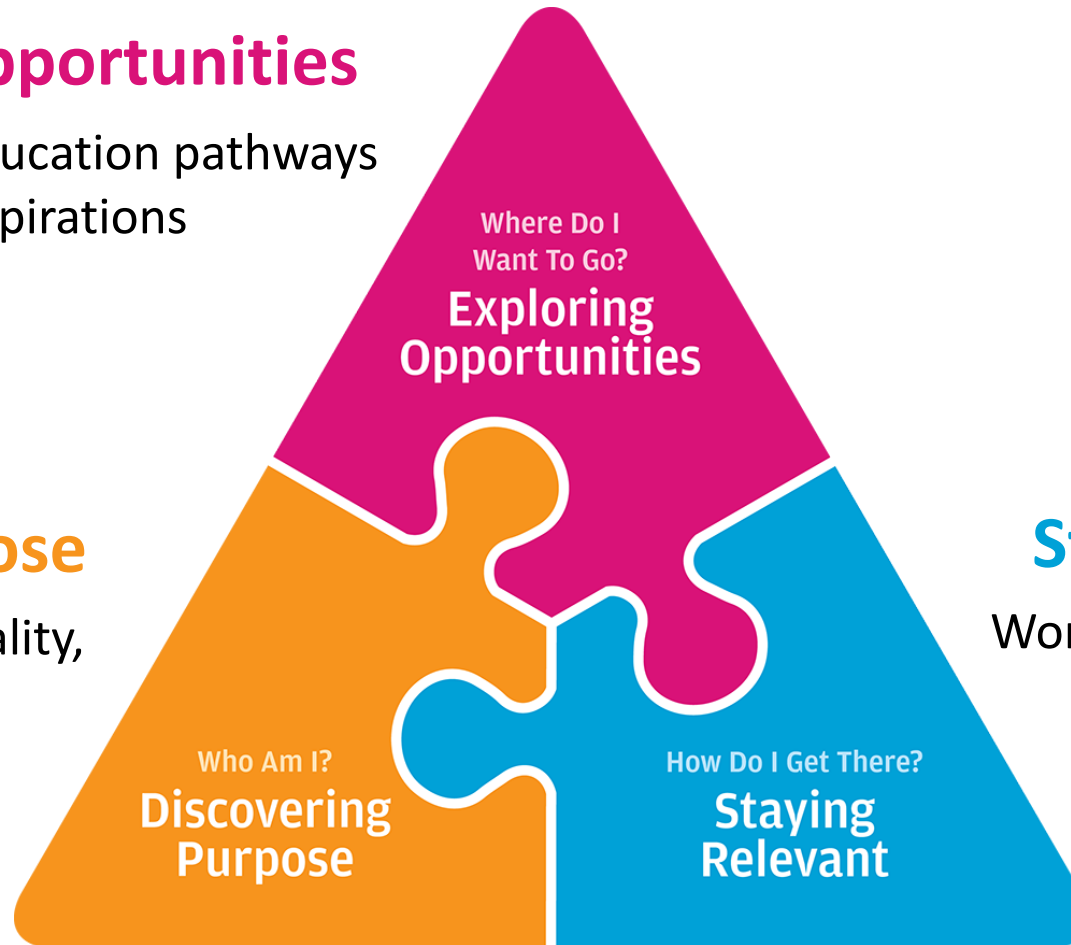 pportunities
ucation pathways
pirations
Where Do I
Want To Go?
Exploring
Opportunities
ose
ality,
St
Wor
Who Am I?
Discovering
Purpose
How Do I Get There?
Staying
Relevant